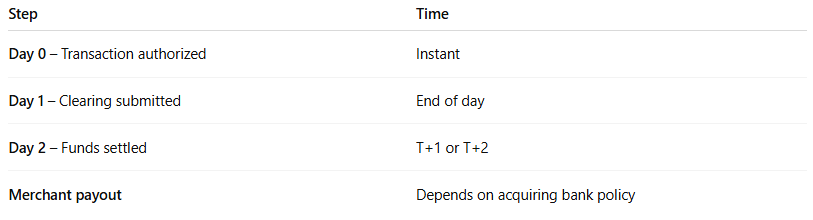 Step Time
Day 0 – Transaction authorized Instant
Day 1 – Clearing submitted End of day
Day 2 – Funds settled T+1 or T+2
Merchant payout Depends on acquiring bank policy